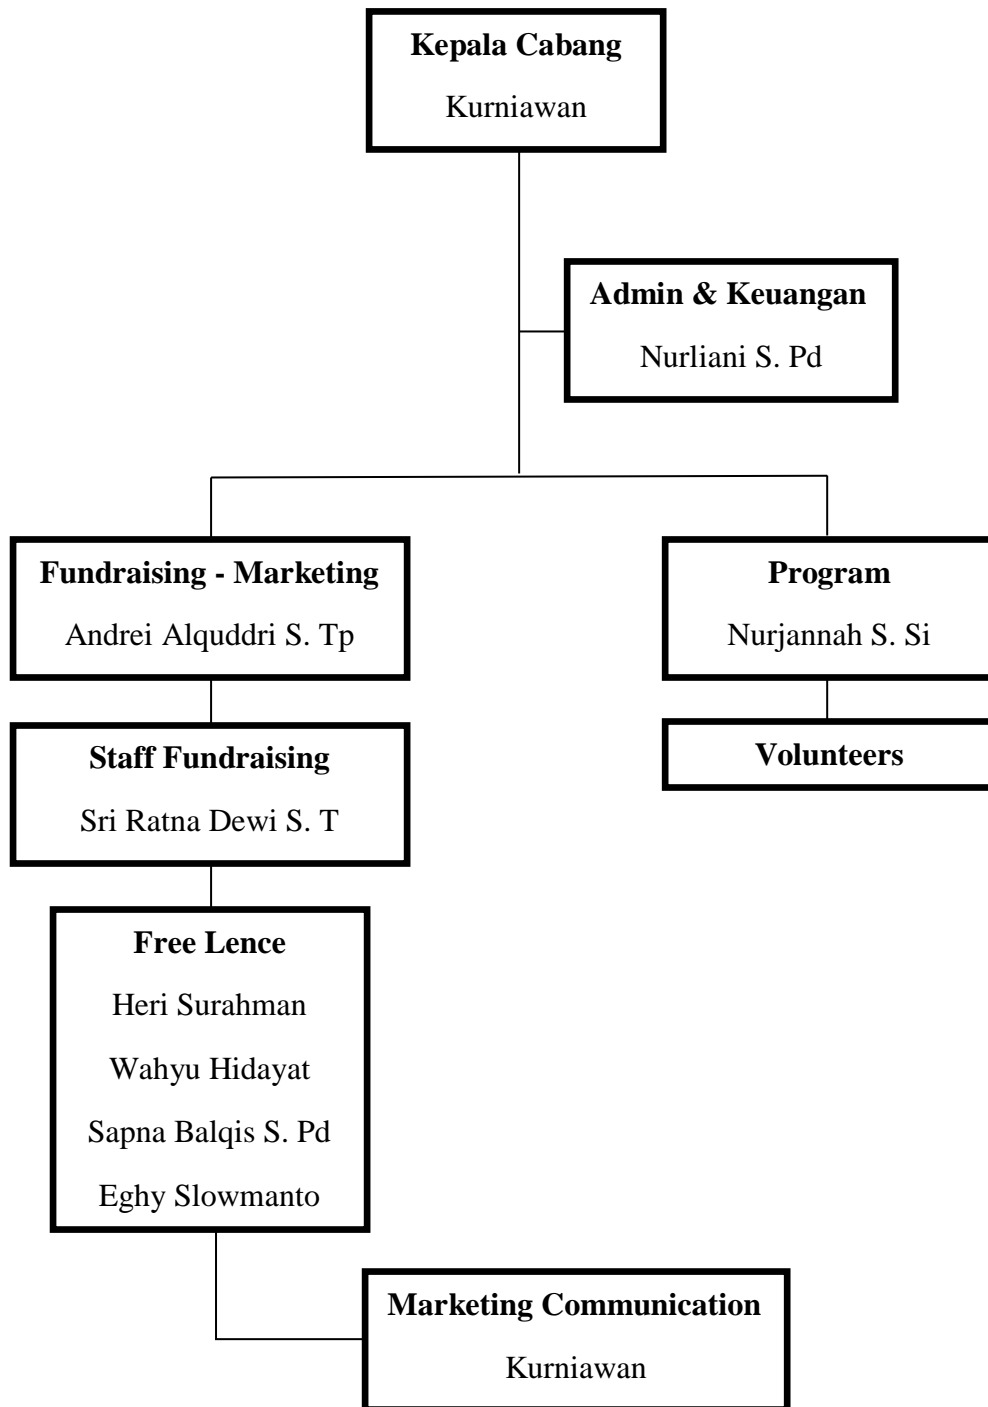 Kepala Cabang
Kurniawan
Admin & Keuangan
Nurliani S. Pd
Fundraising - Marketing
Andrei Alquddri S. Tp
Program
Nurjannah S. Si
Staff Fundraising
Sri Ratna Dewi S. T
Volunteers
Free Lence
Heri Surahman
Wahyu Hidayat
Sapna Balqis S. Pd
Eghy Slowmanto
Marketing Communication
Kurniawan